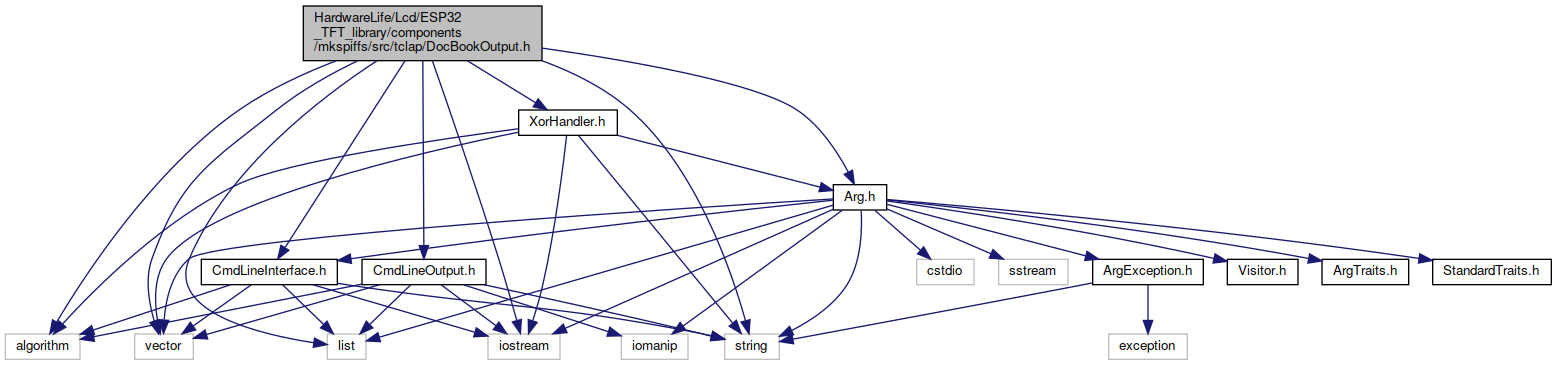 HardwareLife/Lcd/ESP32
_TFT_library/components
/mkspiffs/src/tclap/DocBookOutput.h
XorHandler.h
Arg.h
CmdLineInterface.h
CmdLineOutput.h
cstdio
sstream
ArgException.h
Visitor.h
ArgTraits.h
StandardTraits.h
algorithm
vector
list
iostream
iomanip
string
exception